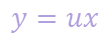 y = ux